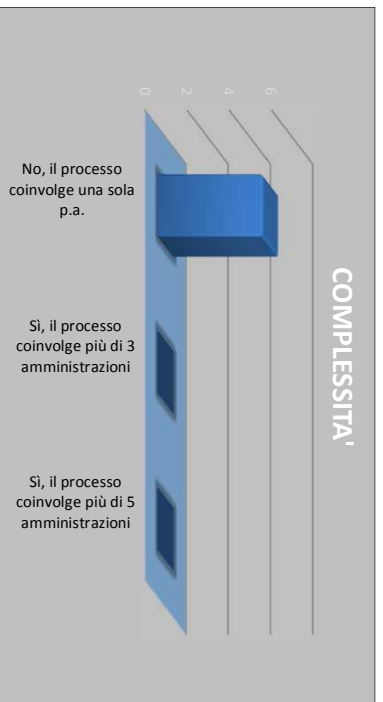 COMPLESSITA'
0
2
4
6
No, il processo
coinvolge una sola
p.a.
Sì, il processo
coinvolge più di 3
amministrazioni
Sì, il processo
coinvolge più di 5
amministrazioni